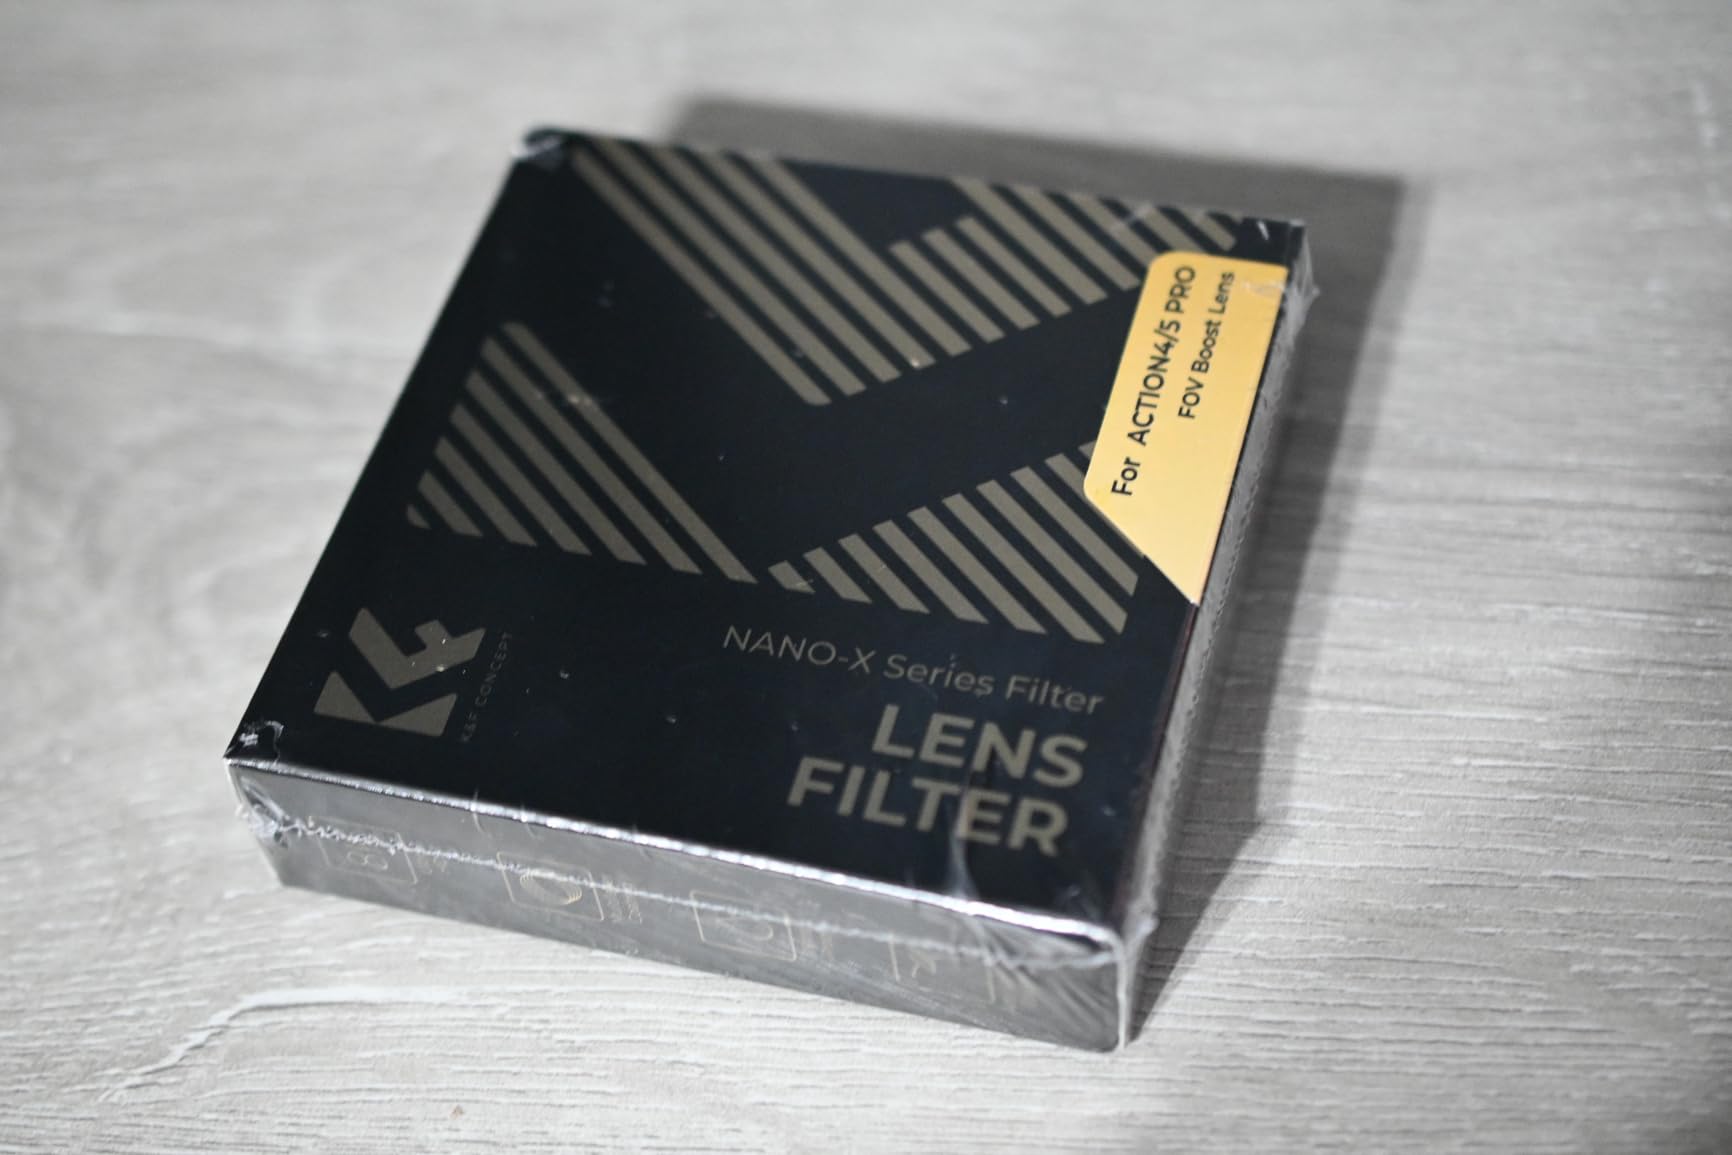 For ACTION4/5 PRO
FOV Boost Lens
K&F CONCEPT
NANO-X Series Filter
LENS
FILTER